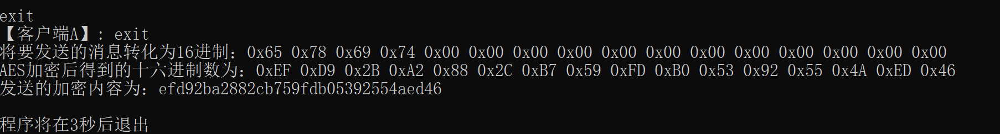 exit
【客户端A】: exit
将要发送的消息转化为16进制：0x65 0x78 0x69 0x74 0x00 0x00 0x00 0x00 0x00 0x00 0x00 0x00 0x00 0x00 0x00 0x00
AES加密后得到的十六进制数为：0xEF 0xD9 0x2B 0xA2 0x88 0x2C 0xB7 0x59 0xFD 0xB0 0x53 0x92 0x55 0x4A 0xED 0x46
发送的加密内容为：efd92ba2882cb759fdb05392554aed46
程序将在3秒后退出